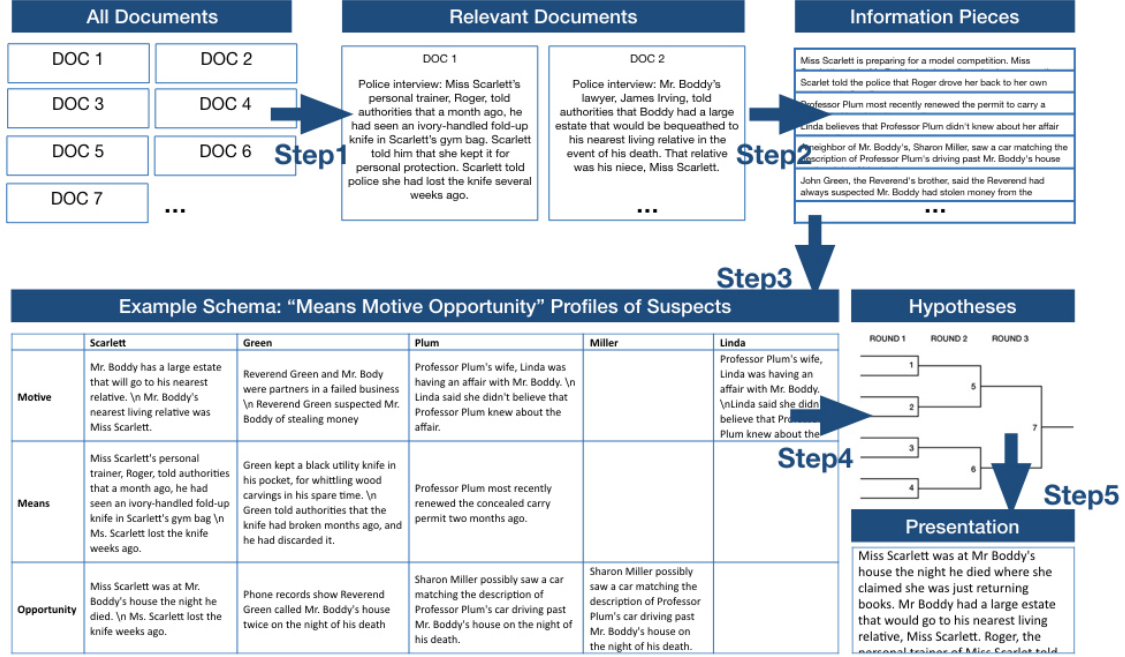 All Documents
Relevant Documents
Information Pieces
DOC 1
DOC 2
DOC 3
DOC 4
DOC 5
DOC 6
DOC 7
...
Step1
DOC 1
Police interview: Miss Scarlett's
personal trainer, Roger, told
authorities that a month ago, he
had seen an ivory-handled fold-up
knife in Scarlett's gym bag. Scarlett
told him that she kept it for
personal protection. Scarlett told
police she had lost the knife several
weeks ago.
DOC 2
Police interview: Mr. Boddy's
lawyer, James Irving, told
authorities that Boddy had a large
estate that would be bequeathed to
his nearest living relative in the
event of his death. That relative
was his niece, Miss Scarlett.
...
Step2
Miss Scarlett is preparing for a model competition. Miss
Scarlet told the police that Roger drove her back to her own
Professor Plum most recently renewed the permit to carry a
Linda believes that Professor Plum didn't knew about her affair
neighbor of Mr. Boddy's, Sharon Miller, saw a car matching the
description of Professor Plum's driving past Mr. Boddy's house
John Green, the Reverend's brother, said the Reverend had
always suspected Mr. Boddy had stolen money from the
...
Step3
Example Schema: "Means Motive Opportunity" Profiles of Suspects
Scarlett
Green
Plum
Miller
Linda
Motive
Mr. Boddy has a large estate
that will go to his nearest
relative. \n Mr. Boddy's
nearest living relative was
Miss Scarlett.
Reverend Green and Mr. Body
were partners in a failed business
\n Reverend Green suspected Mr.
Boddy of stealing money
Professor Plum's wife, Linda was
having an affair with Mr. Boddy. \n
Linda said she didn't believe that
Professor Plum knew about the
affair.
Professor Plum's wife,
Linda was having an
affair with Mr. Boddy.
\nLinda said she didn
believe that
Plum knew about the
Means
Miss Scarlett's personal
trainer, Roger, told authorities
that a month ago, he had
seen an ivory-handled fold-up
knife in Scarlett's gym bag \n
Ms. Scarlett lost the knife
weeks ago.
Green kept a black utility knife in
his pocket, for whittling wood
carvings in his spare time. \n
Green told authorities that the
knife had broken months ago, and
he had discarded it.
Professor Plum most recently
renewed the concealed carry
permit two months ago.
Opportunity
Miss Scarlett was at Mr.
Boddy's house the night he
died. \n Ms. Scarlett lost the
knife weeks ago.
Phone records show Reverend
Green called Mr. Boddy's house
twice on the night of his death
Sharon Miller possibly saw a car
matching the description of
Professor Plum's car driving past
Mr. Boddy's house on the night of
his death.
Sharon Miller possibly
saw a car matching the
description of Professor
Plum's car driving past
Mr. Boddy's house on
the night of his death.
Step4
Hypotheses
ROUND 1
ROUND 2
ROUND 3
1
2
3
4
5
6
7
Step5
Presentation
Miss Scarlett was at Mr Boddy's
house the night he died where she
claimed she was just returning
books. Mr Boddy had a large estate
that would go to his nearest living
relative, Miss Scarlett. Roger, the
personal trainer of Miss Scarlet told